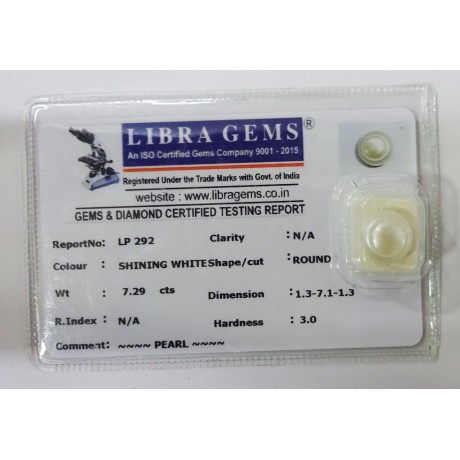 LIBRA GEMS®
An ISO Certified Gems Company 9001 - 2015
Registered Under the Trade Marks with Govt. of India
website : www.libragems.co.in
GEMS & DIAMOND CERTIFIED TESTING REPORT
ReportNo: LP 292 Clarity : N/A
Colour : SHINING WHITE Shape/cut : ROUND
Wt : 7.29 cts Dimension : 1.3-7.1-1.3
R.Index : N/A Hardness : 3.0
Comment: ~~~~ PEARL ~~~~